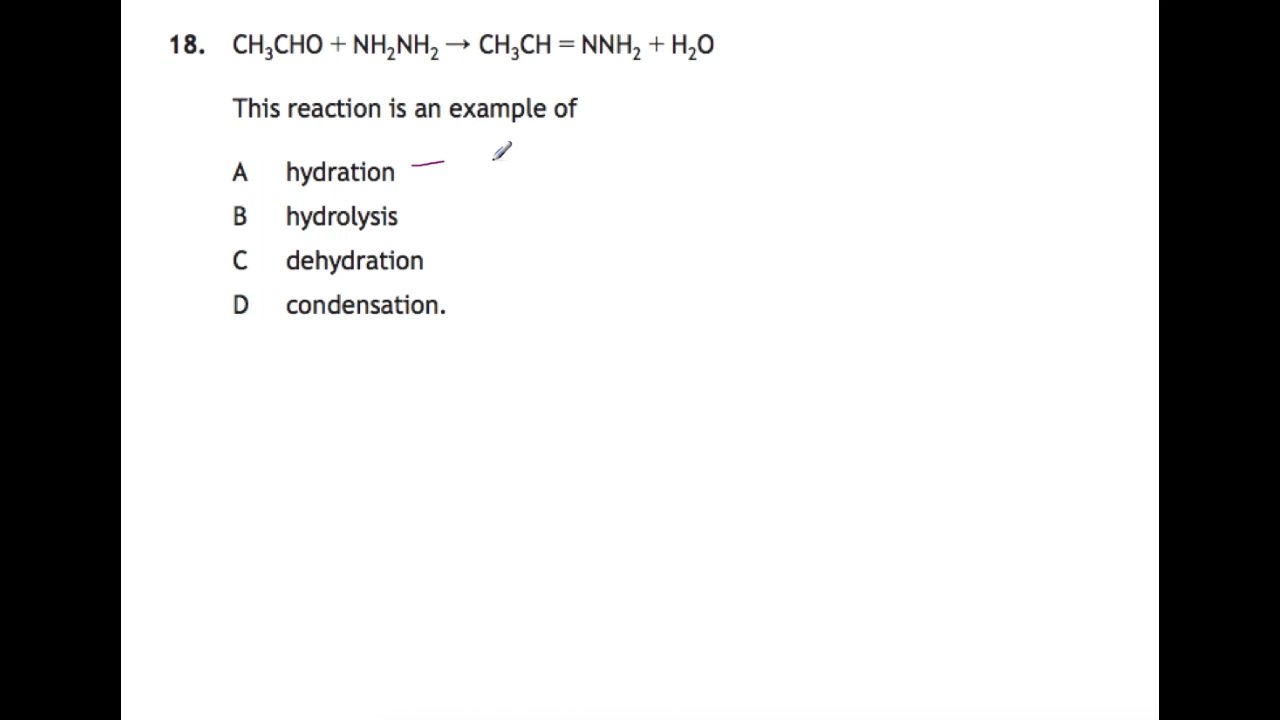 18. CH₃CHO + NH₂NH₂ → CH₃CH = NNH₂ + H₂O
This reaction is an example of
A hydration
B hydrolysis
C dehydration
D condensation.